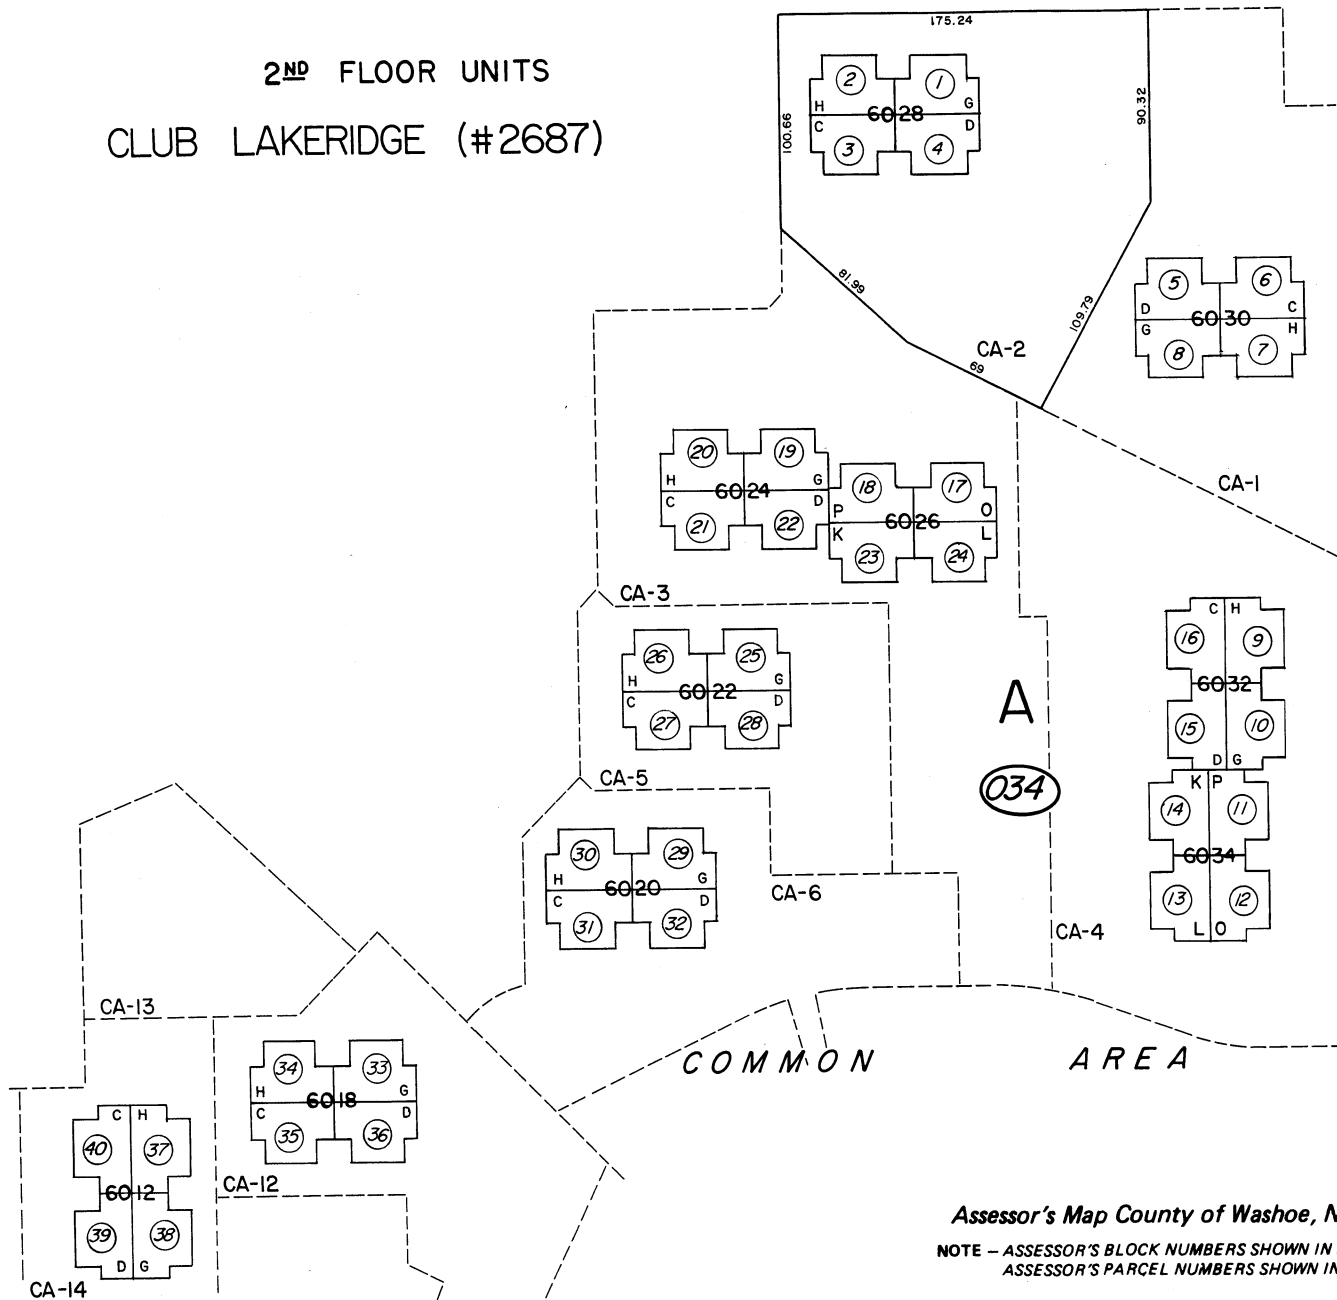 2ND FLOOR UNITS
CLUB LAKERIDGE (#2687)
175.24
100.66
90.32
81.99
69
109.79
CA-2
2 1
H 6028 G
C D
3 4
5 6
D 6030 C
G H
8 7
CA-1
20 19
H 6024 G
C D
21 22
18 17
P 6026 O
K L
23 24
CA-3
26 25
H 6022 G
C D
27 28
C H
16 9
6032
15 10
D G
K P
14 11
6034
13 12
L O
A
034
CA-5
30 29
H 6020 G
C D
31 32
CA-6
CA-4
CA-13
COMMON AREA
34 33
H 6018 G
C D
35 36
C H
40 37
6012
39 38
D G
CA-12
CA-14
Assessor's Map County of Washoe, N
NOTE – ASSESSOR'S BLOCK NUMBERS SHOWN IN
ASSESSOR'S PARCEL NUMBERS SHOWN IN